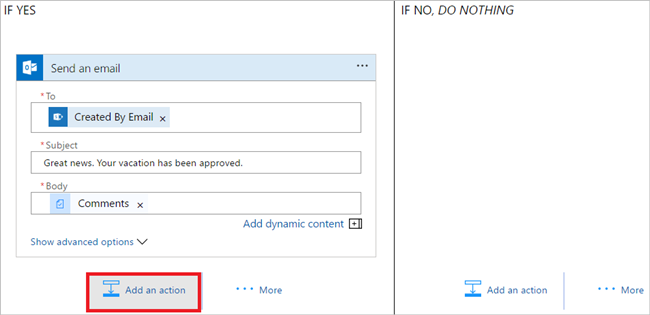 IF YES
IF NO, DO NOTHING
Send an email
* To
Created By Email x
* Subject
Great news. Your vacation has been approved.
* Body
Comments x
Add dynamic content
Show advanced options
Add an action
More
Add an action
More